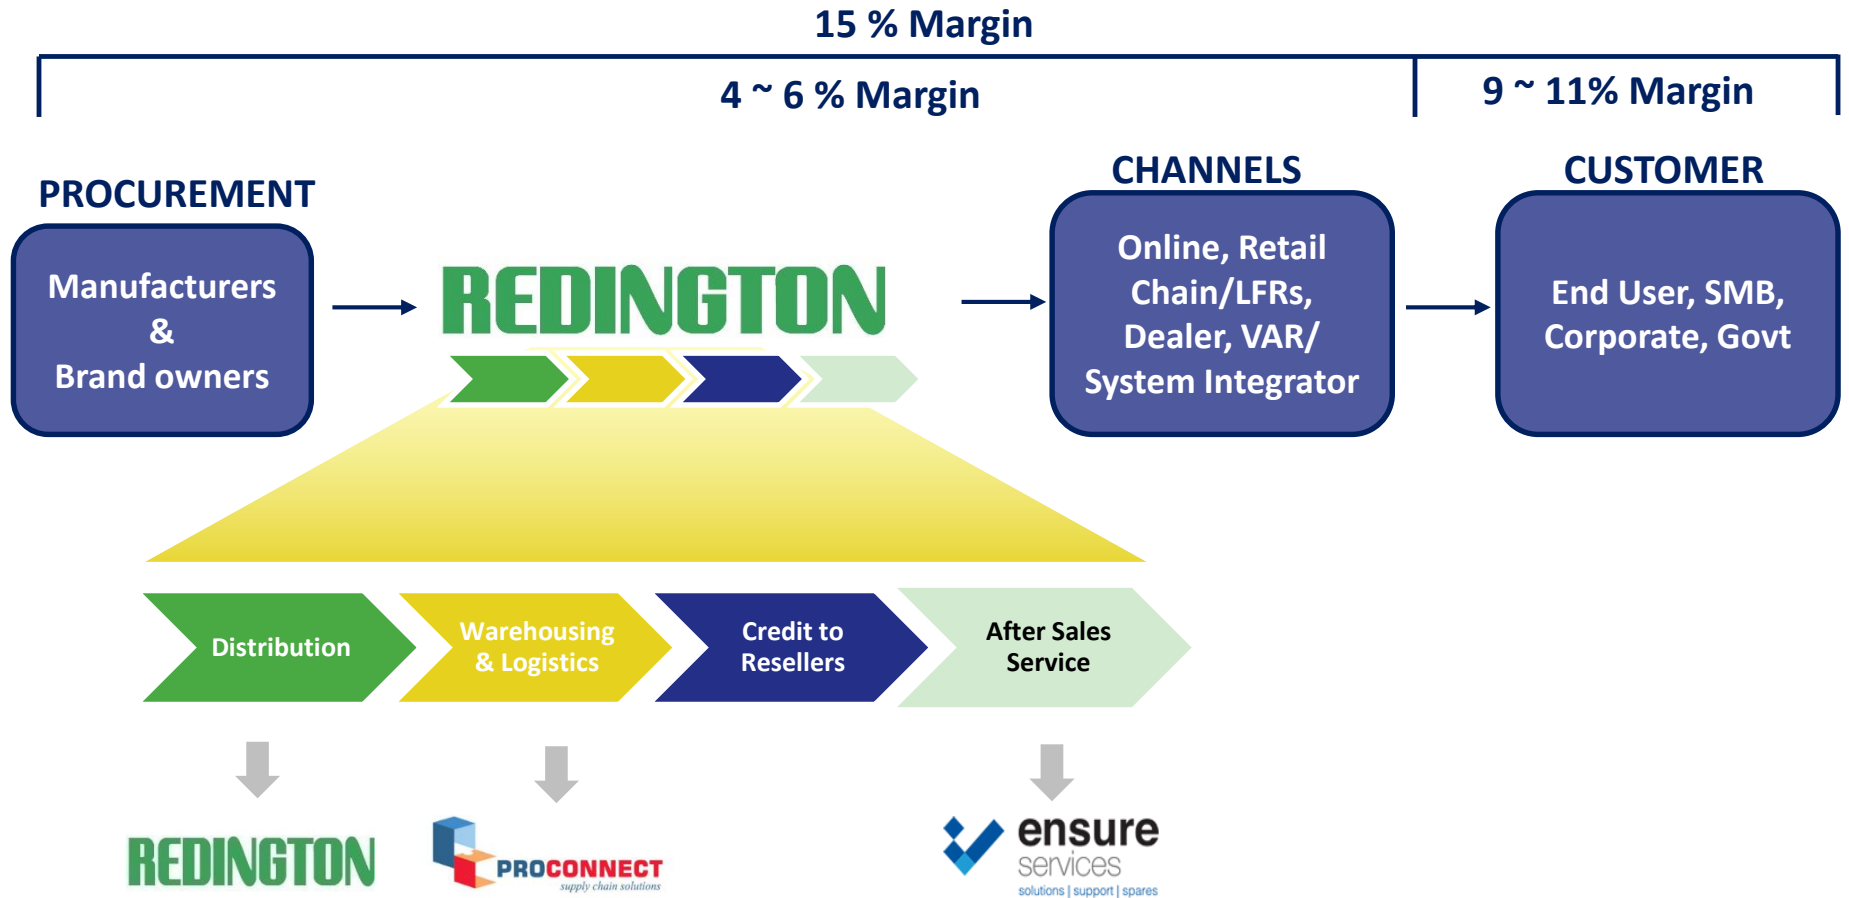 15 % Margin
4 ~ 6 % Margin
9 ~ 11% Margin
PROCUREMENT
Manufacturers
&
Brand owners
REDINGTON
CHANNELS
Online, Retail
Chain/LFRs,
Dealer, VAR/
System Integrator
CUSTOMER
End User, SMB,
Corporate, Govt
Distribution
Warehousing
& Logistics
Credit to
Resellers
After Sales
Service
REDINGTON
PROCONNECT
supply chain solutions
ensure
services
solutions | support | spares